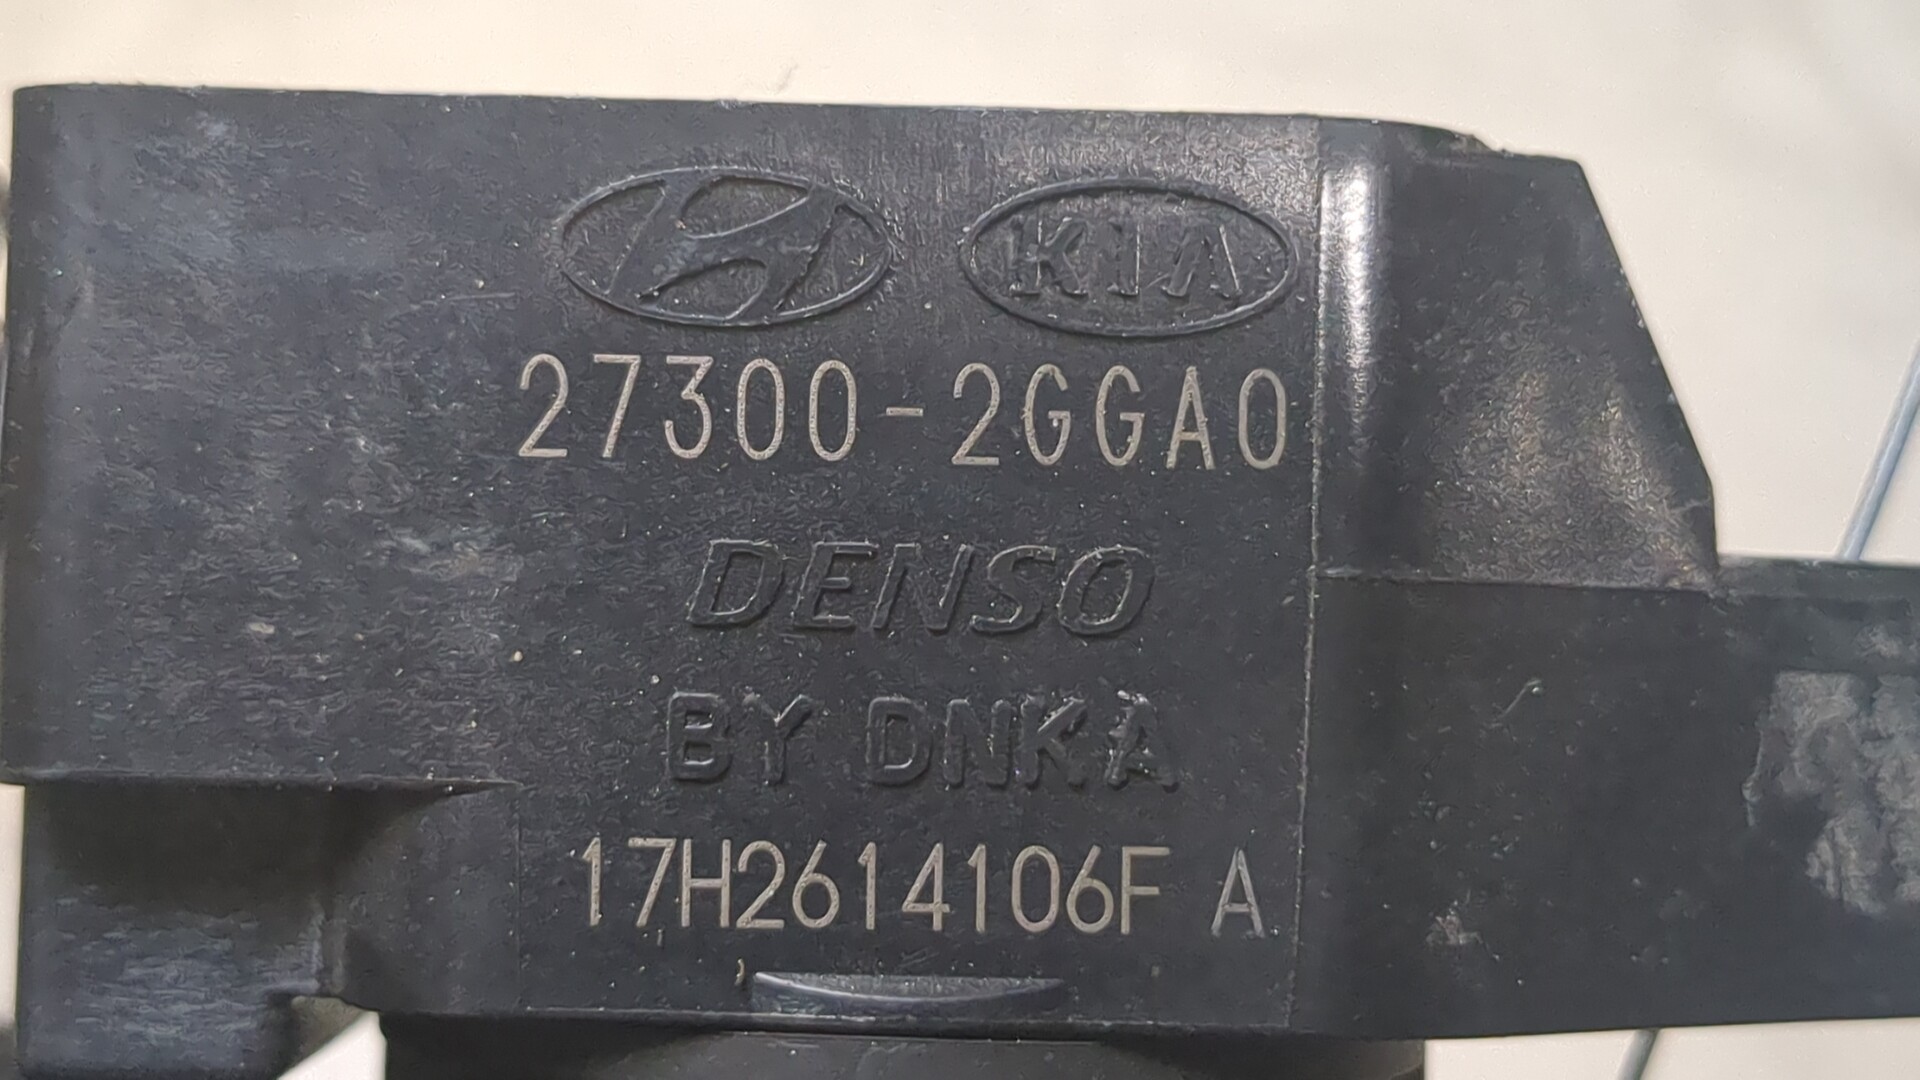 KIA
27300-2GGA0
DENSO
BY DNKA
17H2614106F A